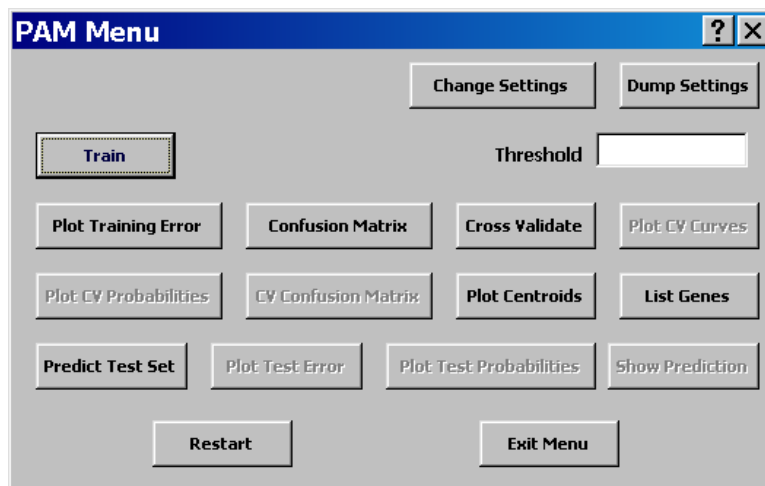 PAM Menu
Change Settings Dump Settings
Train Threshold
Plot Training Error Confusion Matrix Cross Validate Plot CV Curves
Plot CV Probabilities CV Confusion Matrix Plot Centroids List Genes
Predict Test Set Plot Test Error Plot Test Probabilities Show Prediction
Restart Exit Menu